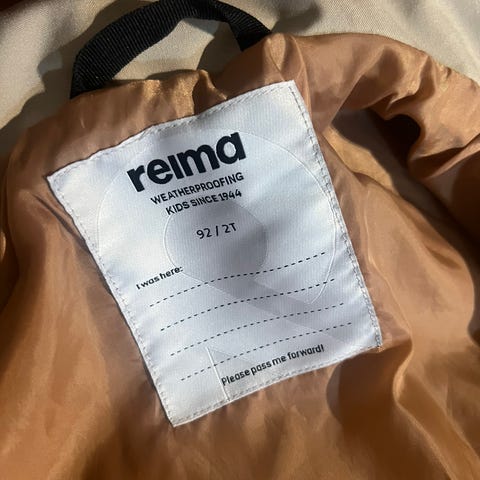 reima
WEATHERPROOFING
KIDS SINCE 1944
92 / 2T
I was here:
Please pass me forward!